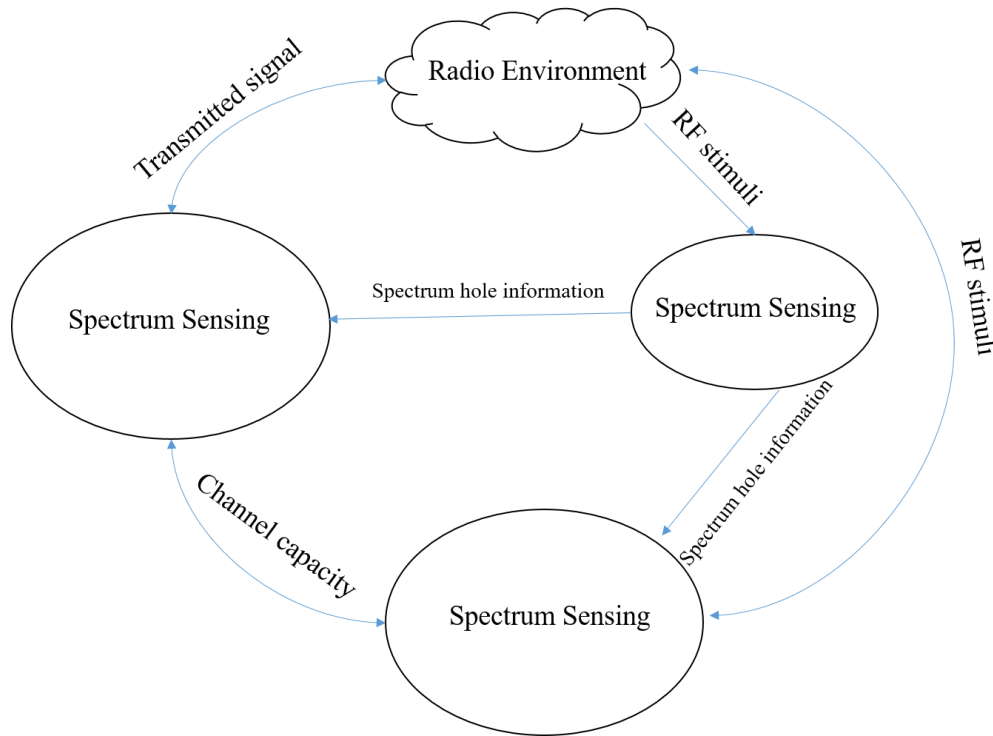 Radio Environment
Transmitted signal
RF stimuli
RF stimuli
Spectrum hole information
Spectrum Sensing
Spectrum Sensing
Spectrum hole information
Channel capacity
Spectrum Sensing